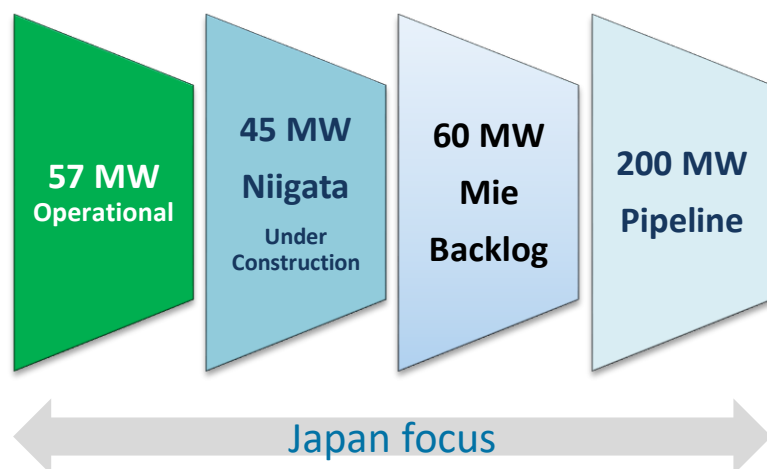 57 MW
Operational
45 MW
Niigata
Under
Construction
60 MW
Mie
Backlog
200 MW
Pipeline
Japan focus